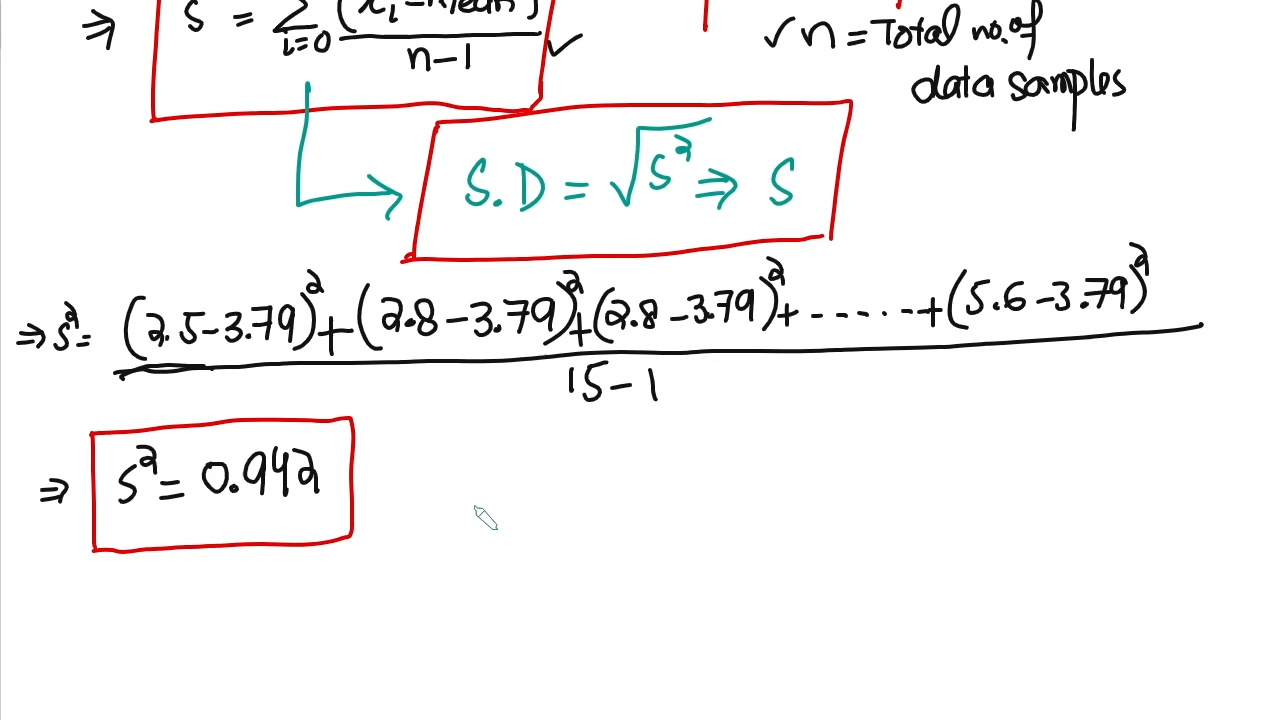 ⇒ S = Σ i=0 (xi - Mean) / n-1 ✓
✓ n = Total no. of
data samples
S.D = √S² ⇒ S
⇒ S² = (2.5-3.79)² + (2.8-3.79)² + (2.8-3.79)² + ------ + (5.6-3.79)²
15-1
⇒ S² = 0.942